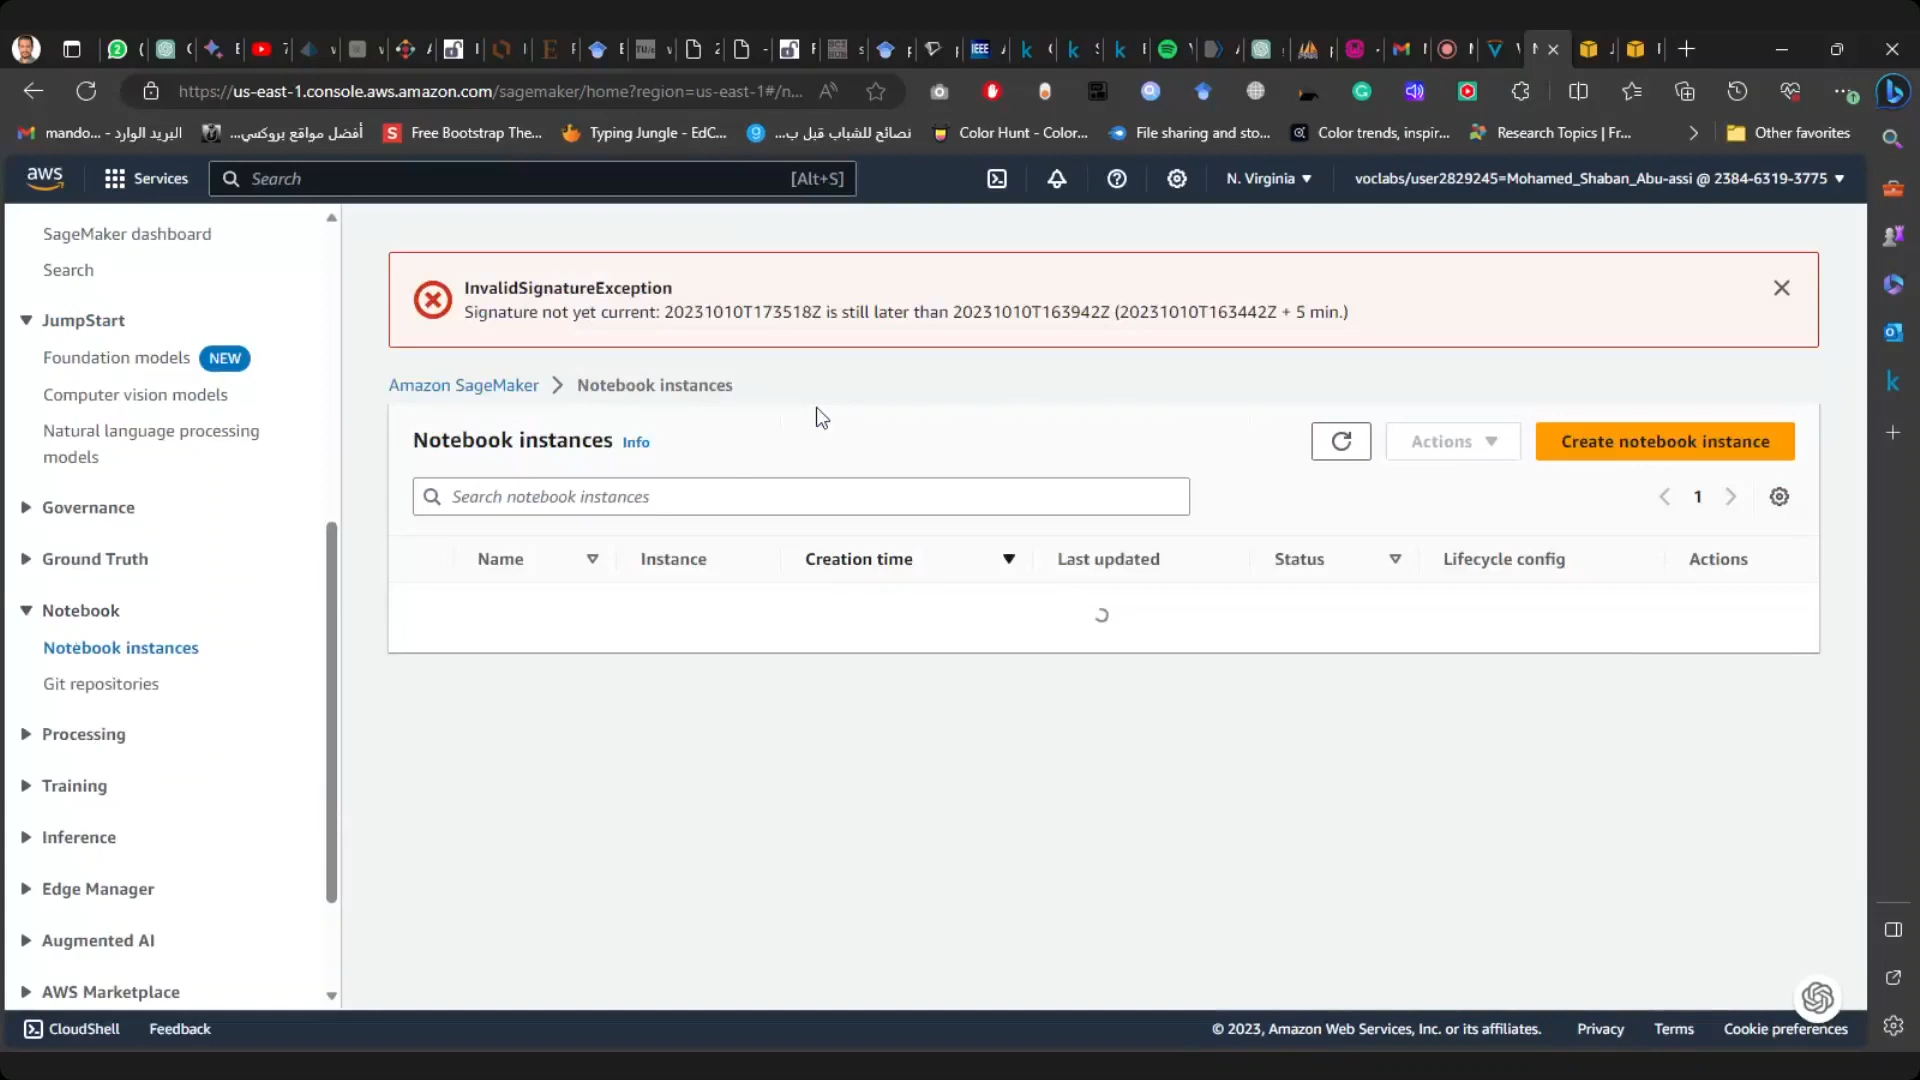 https://us-east-1.console.aws.amazon.com/sagemaker/home?region=us-east-1#/n...
mando... - البريد الوارد
أفضل مواقع بروكسي...
Free Bootstrap The...
Typing Jungle - EdC...
نصائح للشباب قبل ب...
Color Hunt - Color...
File sharing and sto...
Color trends, inspir...
Research Topics | Fr...
Other favorites
aws
Services
Search
[Alt+S]
N. Virginia
voclabs/user2829245=Mohamed_Shaban_Abu-assi @ 2384-6319-3775
SageMaker dashboard
Search
JumpStart
Foundation models NEW
Computer vision models
Natural language processing
models
Governance
Ground Truth
Notebook
Notebook instances
Git repositories
Processing
Training
Inference
Edge Manager
Augmented AI
AWS Marketplace
InvalidSignatureException
Signature not yet current: 20231010T173518Z is still later than 20231010T163942Z (20231010T163442Z + 5 min.)
Amazon SageMaker
Notebook instances
Notebook instances Info
Actions
Create notebook instance
Search notebook instances
1
Name
Instance
Creation time
Last updated
Status
Lifecycle config
Actions
CloudShell
Feedback
© 2023, Amazon Web Services, Inc. or its affiliates.
Privacy
Terms
Cookie preferences